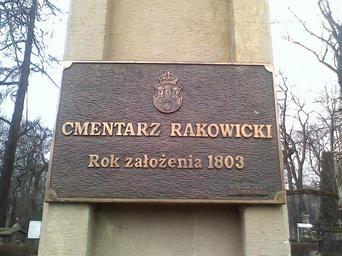 CMENTARZ RAKOWICKI
Rok założenia 1803